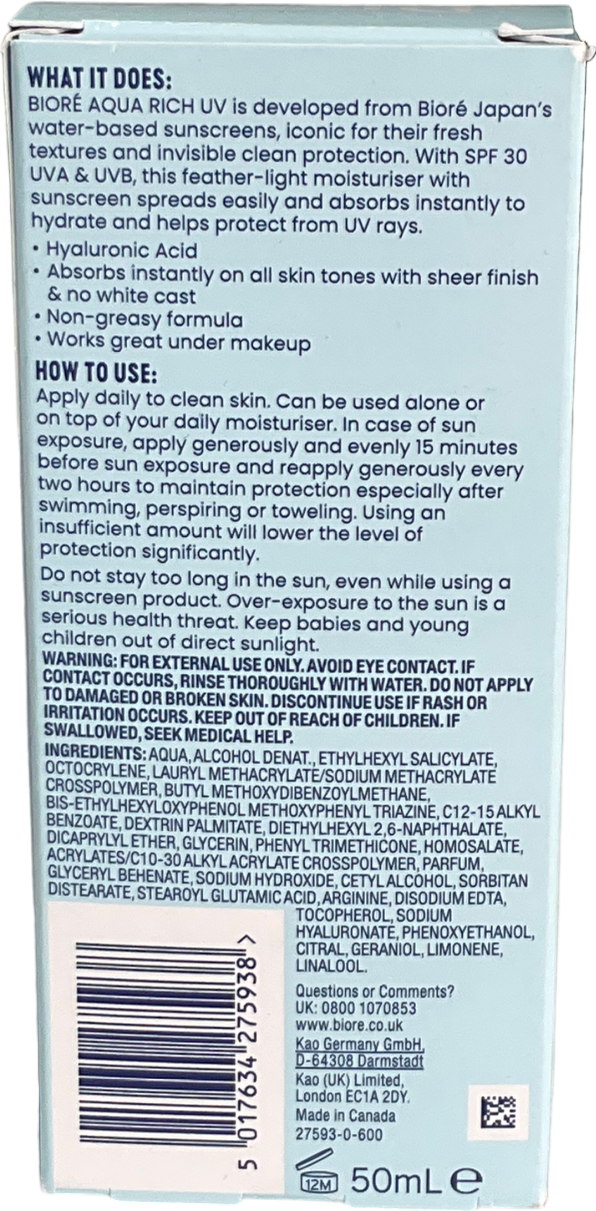 WHAT IT DOES:
BIORÉ AQUA RICH UV is developed from Bioré Japan's
water-based sunscreens, iconic for their fresh
textures and invisible clean protection. With SPF 30
UVA & UVB, this feather-light moisturiser with
sunscreen spreads easily and absorbs instantly to
hydrate and helps protect from UV rays.
• Hyaluronic Acid
• Absorbs instantly on all skin tones with sheer finish
& no white cast
• Non-greasy formula
• Works great under makeup
HOW TO USE:
Apply daily to clean skin. Can be used alone or
on top of your daily moisturiser. In case of sun
exposure, apply generously and evenly 15 minutes
before sun exposure and reapply generously every
two hours to maintain protection especially after
swimming, perspiring or toweling. Using an
insufficient amount will lower the level of
protection significantly.
Do not stay too long in the sun, even while using a
sunscreen product. Over-exposure to the sun is a
serious health threat. Keep babies and young
children out of direct sunlight.
WARNING: FOR EXTERNAL USE ONLY. AVOID EYE CONTACT. IF
CONTACT OCCURS, RINSE THOROUGHLY WITH WATER. DO NOT APPLY
TO DAMAGED OR BROKEN SKIN. DISCONTINUE USE IF RASH OR
IRRITATION OCCURS. KEEP OUT OF REACH OF CHILDREN. IF
SWALLOWED, SEEK MEDICAL HELP.
INGREDIENTS: AQUA, ALCOHOL DENAT., ETHYLHEXYL SALICYLATE,
OCTOCRYLENE, LAURYL METHACRYLATE/SODIUM METHACRYLATE
CROSSPOLYMER, BUTYL METHOXYDIBENZOYLMETHANE,
BIS-ETHYLHEXYLOXYPHENOL METHOXYPHENYL TRIAZINE, C12-15 ALKYL
BENZOATE, DEXTRIN PALMITATE, DIETHYLHEXYL 2,6-NAPHTHALATE,
DICAPRYLYL ETHER, GLYCERIN, PHENYL TRIMETHICONE, HOMOSALATE,
ACRYLATES/C10-30 ALKYL ACRYLATE CROSSPOLYMER, PARFUM,
GLYCERYL BEHENATE, SODIUM HYDROXIDE, CETYL ALCOHOL, SORBITAN
DISTEARATE, STEAROYL GLUTAMIC ACID, ARGININE, DISODIUM EDTA,
TOCOPHEROL, SODIUM
HYALURONATE, PHENOXYETHANOL,
CITRAL, GERANIOL, LIMONENE,
LINALOOL.
Questions or Comments?
UK: 0800 1070853
www.biore.co.uk
Kao Germany GmbH,
D-64308 Darmstadt
Kao (UK) Limited,
London EC1A 2DY.
Made in Canada
27593-0-600
5 017634 275938 >
12M 50mL e